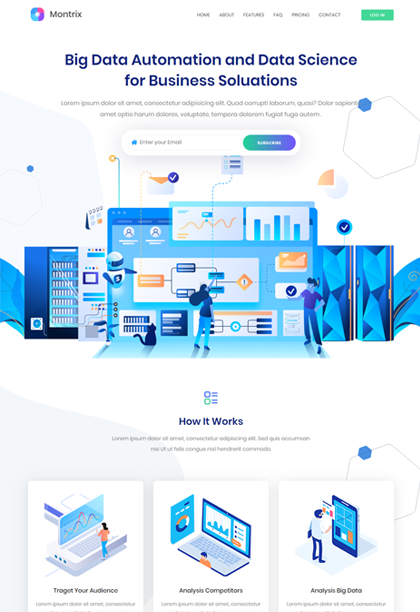 Montrix
HOME ABOUT FEATURES FAQ PRICING CONTACT LOG IN
Big Data Automation and Data Science
for Business Soluations
Lorem ipsum dolor sit amet, consectetur adipisicing elit. Quod corrupti laborum, quasi? Dolor sapiente
amet optio harum dolores, voluptate, tempora dolorem fugiat fuga autem.
Enter your Email SUBSCRIBE
How It Works
Lorem ipsum dolor sit amet, consectetur adipiscing elit. Sed quis accumsan
nisi ut felis congue nisl hendrerit commodo.
Traget Your Audience Analysis Competitors Analysis Big Data
Lorem ipsum dolor sit amet, consectetur Lorem ipsum dolor sit amet, consectetur Lorem ipsum dolor sit amet, consectetur